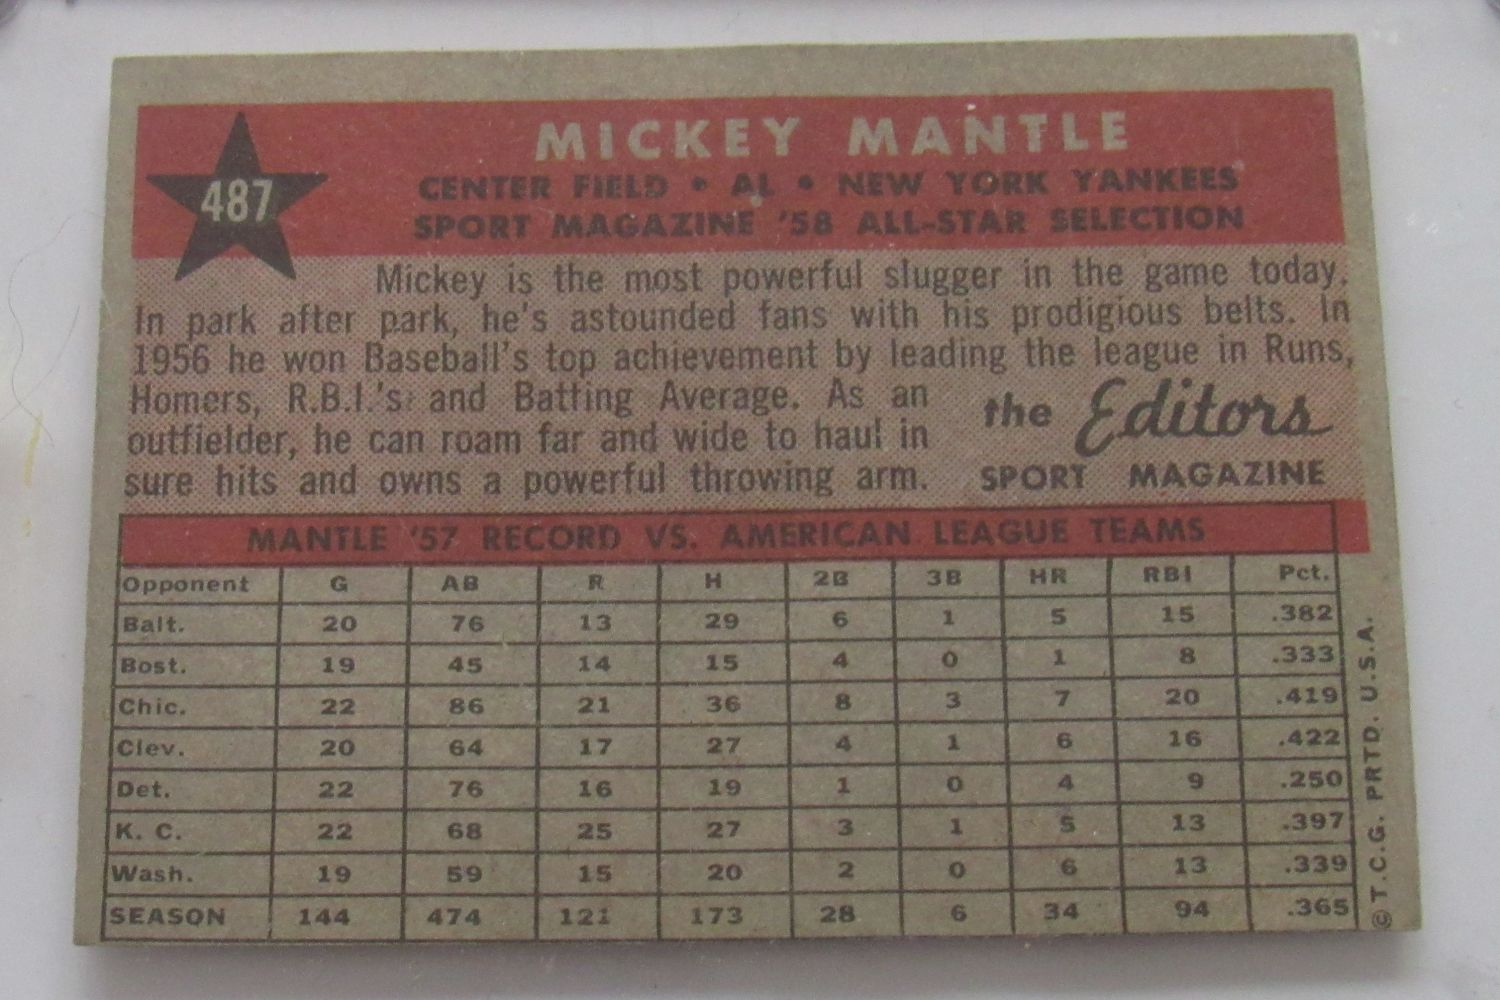 487
MICKEY MANTLE
CENTER FIELD • AL • NEW YORK YANKEES
SPORT MAGAZINE '58 ALL-STAR SELECTION
Mickey is the most powerful slugger in the game today.
In park after park, he's astounded fans with his prodigious belts. In
1956 he won Baseball's top achievement by leading the league in Runs,
Homers, R.B.I.'s and Batting Average. As an
outfielder, he can roam far and wide to haul in
sure hits and owns a powerful throwing arm.
the Editors
SPORT MAGAZINE
MANTLE '57 RECORD VS. AMERICAN LEAGUE TEAMS
Opponent G AB R H 2B 3B HR RBI Pct.
Balt. 20 76 13 29 6 1 5 15 .382
Bost. 19 45 14 15 4 0 1 8 .333
Chic. 22 86 21 36 8 3 7 20 .419
Clev. 20 64 17 27 4 1 6 16 .422
Det. 22 76 16 19 1 0 4 9 .250
K. C. 22 68 25 27 3 1 5 13 .397
Wash. 19 59 15 20 2 0 6 13 .339
SEASON 144 474 121 173 28 6 34 94 .365
© T.C.G. PRTD. U.S.A.